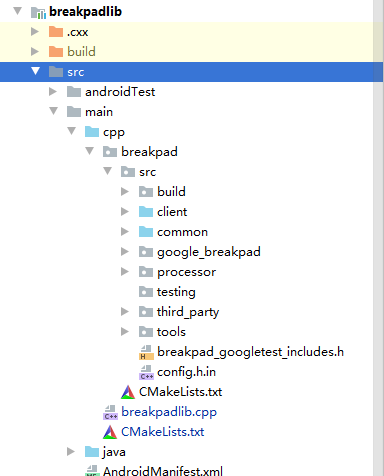 breakpadlib
.cxx
build
src
androidTest
main
cpp
breakpad
src
build
client
common
google_breakpad
processor
testing
third_party
tools
breakpad_googletest_includes.h
config.h.in
CMakeLists.txt
breakpadlib.cpp
CMakeLists.txt
java
AndroidManifest.xml